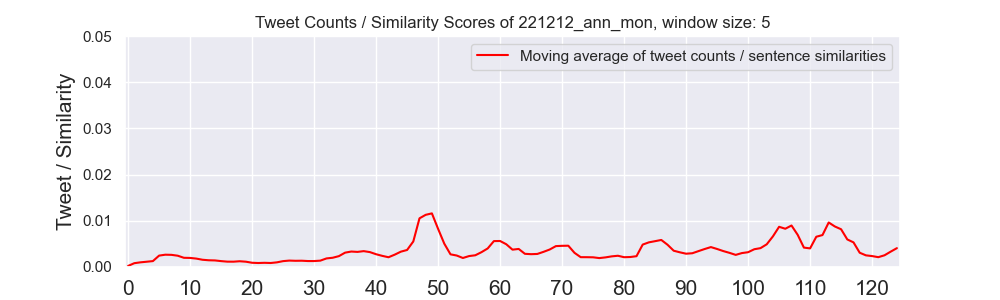 Tweet Counts / Similarity Scores of 221212_ann_mon, window size: 5
Moving average of tweet counts / sentence similarities
Tweet / Similarity
0.05
0.04
0.03
0.02
0.01
0.00
0 10 20 30 40 50 60 70 80 90 100 110 120